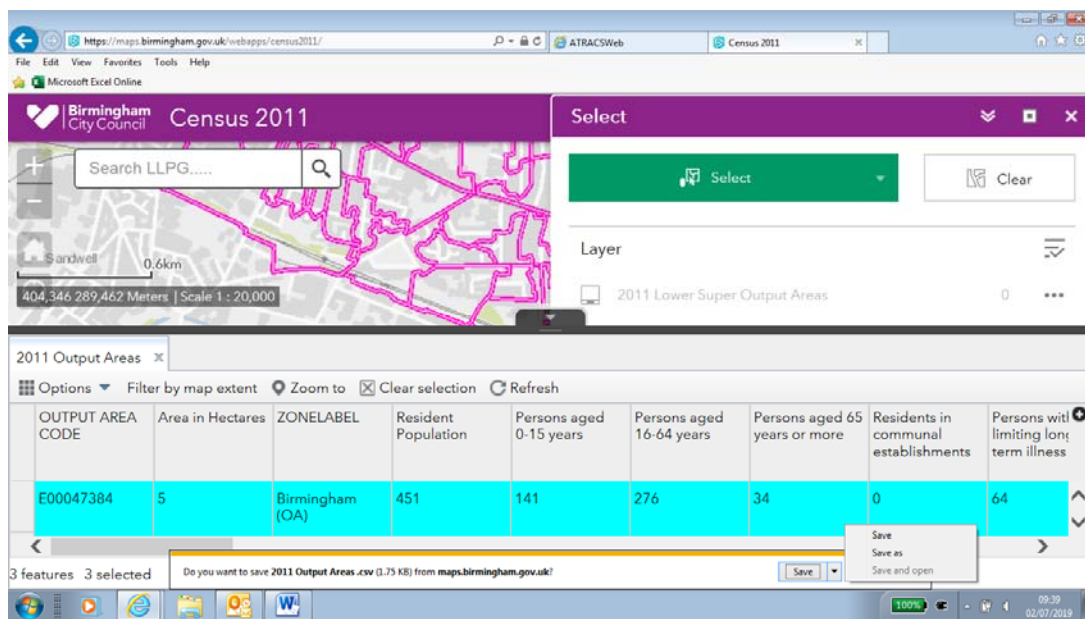 https://maps.birmingham.gov.uk/webapps/census2011/
ATRACSWeb
Census 2011
File Edit View Favorites Tools Help
Microsoft Excel Online
Birmingham
City Council
Census 2011
Select
Search LLPG.....
Select
Clear
Layer
Sandwell
0.6km
404,346 289,462 Meters | Scale 1 : 20,000
2011 Lower Super Output Areas 0
2011 Output Areas
Options Filter by map extent Zoom to Clear selection Refresh
OUTPUT AREA CODE
Area in Hectares
ZONELABEL
Resident Population
Persons aged 0-15 years
Persons aged 16-64 years
Persons aged 65 years or more
Residents in communal establishments
Persons with limiting long term illness
E00047384 5 Birmingham (OA) 451 141 276 34 0 64
Save
Save as
Save and open
3 features 3 selected
Do you want to save 2011 Output Areas .csv (1.75 KB) from maps.birmingham.gov.uk?
Save
100%
09:39
02/07/2019